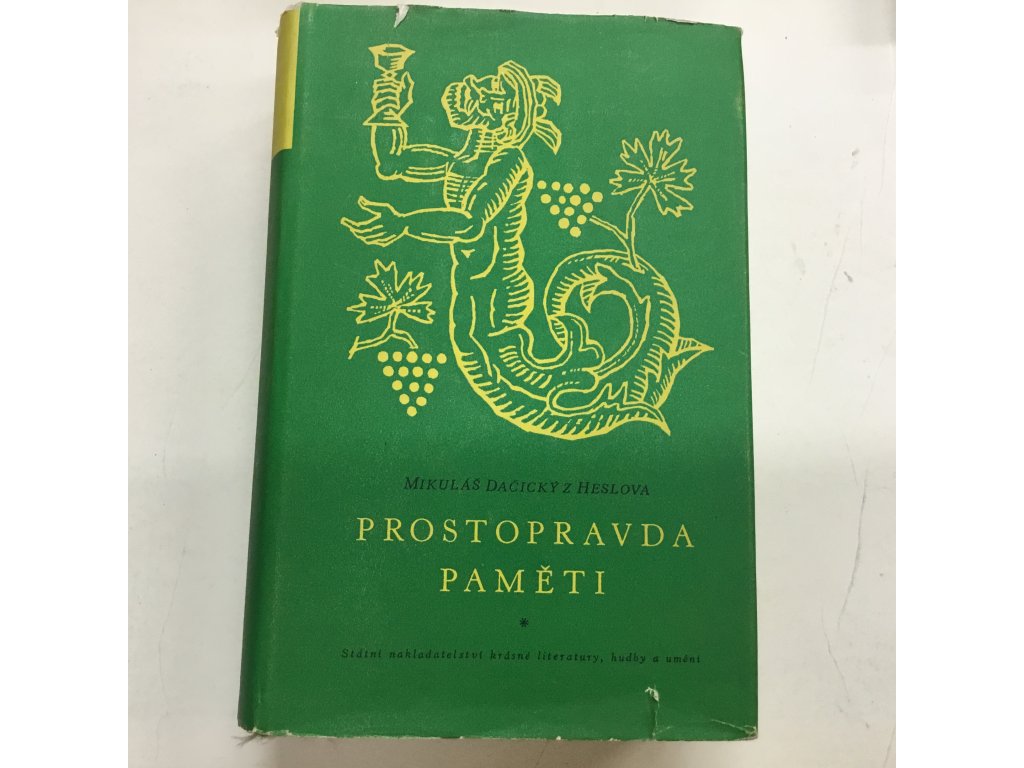 MIKULÁŠ DAČICKÝ Z HESLOVA
PROSTOPRAVDA
PAMĚTI
*
Státní nakladatelství krásné literatury, hudby a umění